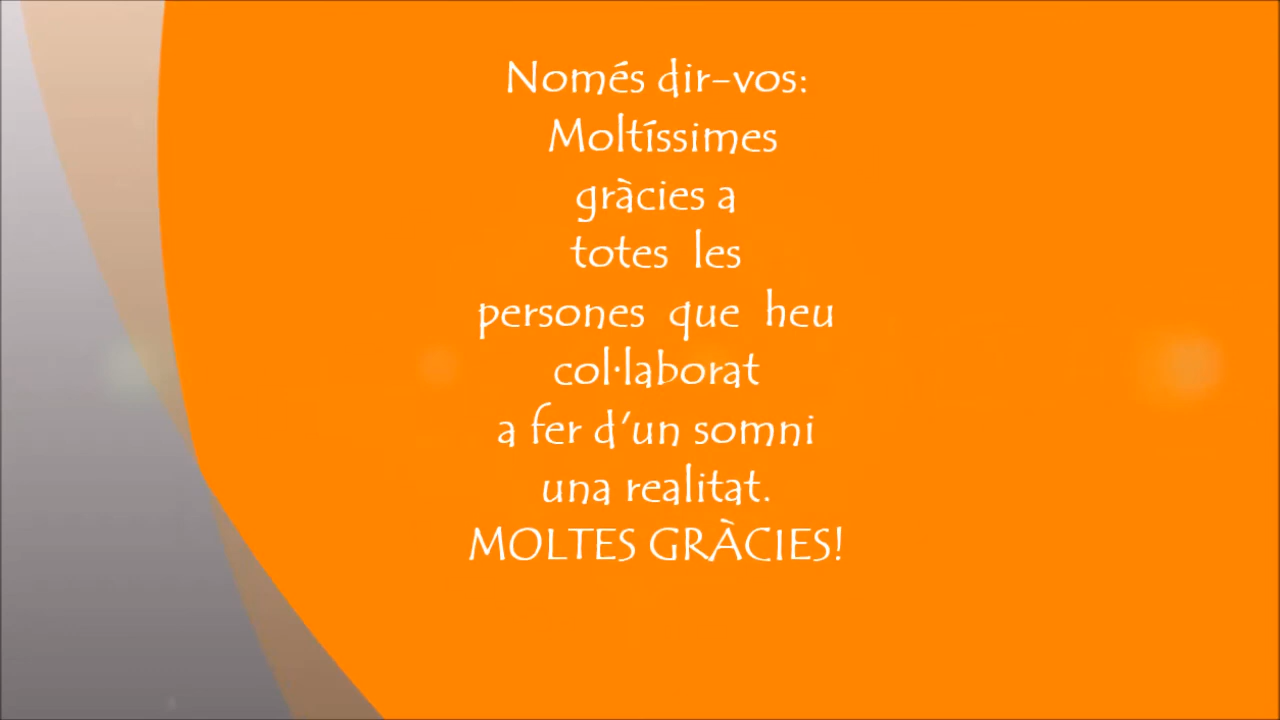 Només dir-vos:
Moltíssimes
gràcies a
totes les
persones que heu
col·laborat
a fer d'un somni
una realitat.
MOLTES GRÀCIES!